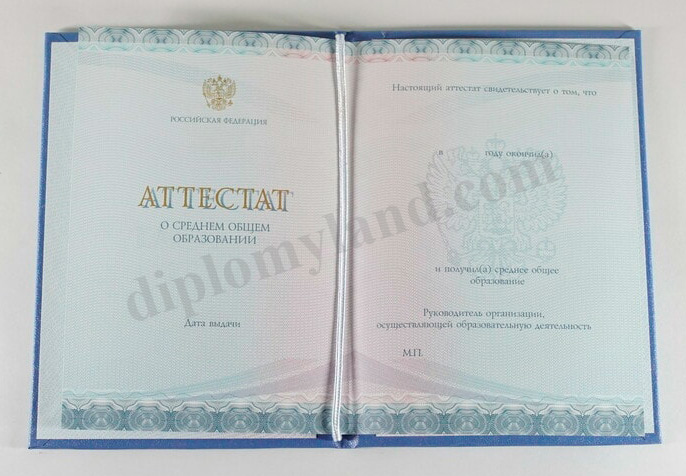 РОССИЙСКАЯ ФЕДЕРАЦИЯ
АТТЕСТАТ
О СРЕДНЕМ ОБЩЕМ
ОБРАЗОВАНИИ
Дата выдачи
Настоящий аттестат свидетельствует о том, что
в году окончил(а)
и получил(а) среднее общее
образование
Руководитель организации,
осуществляющей образовательную деятельность
М.П.
diplomyland.com